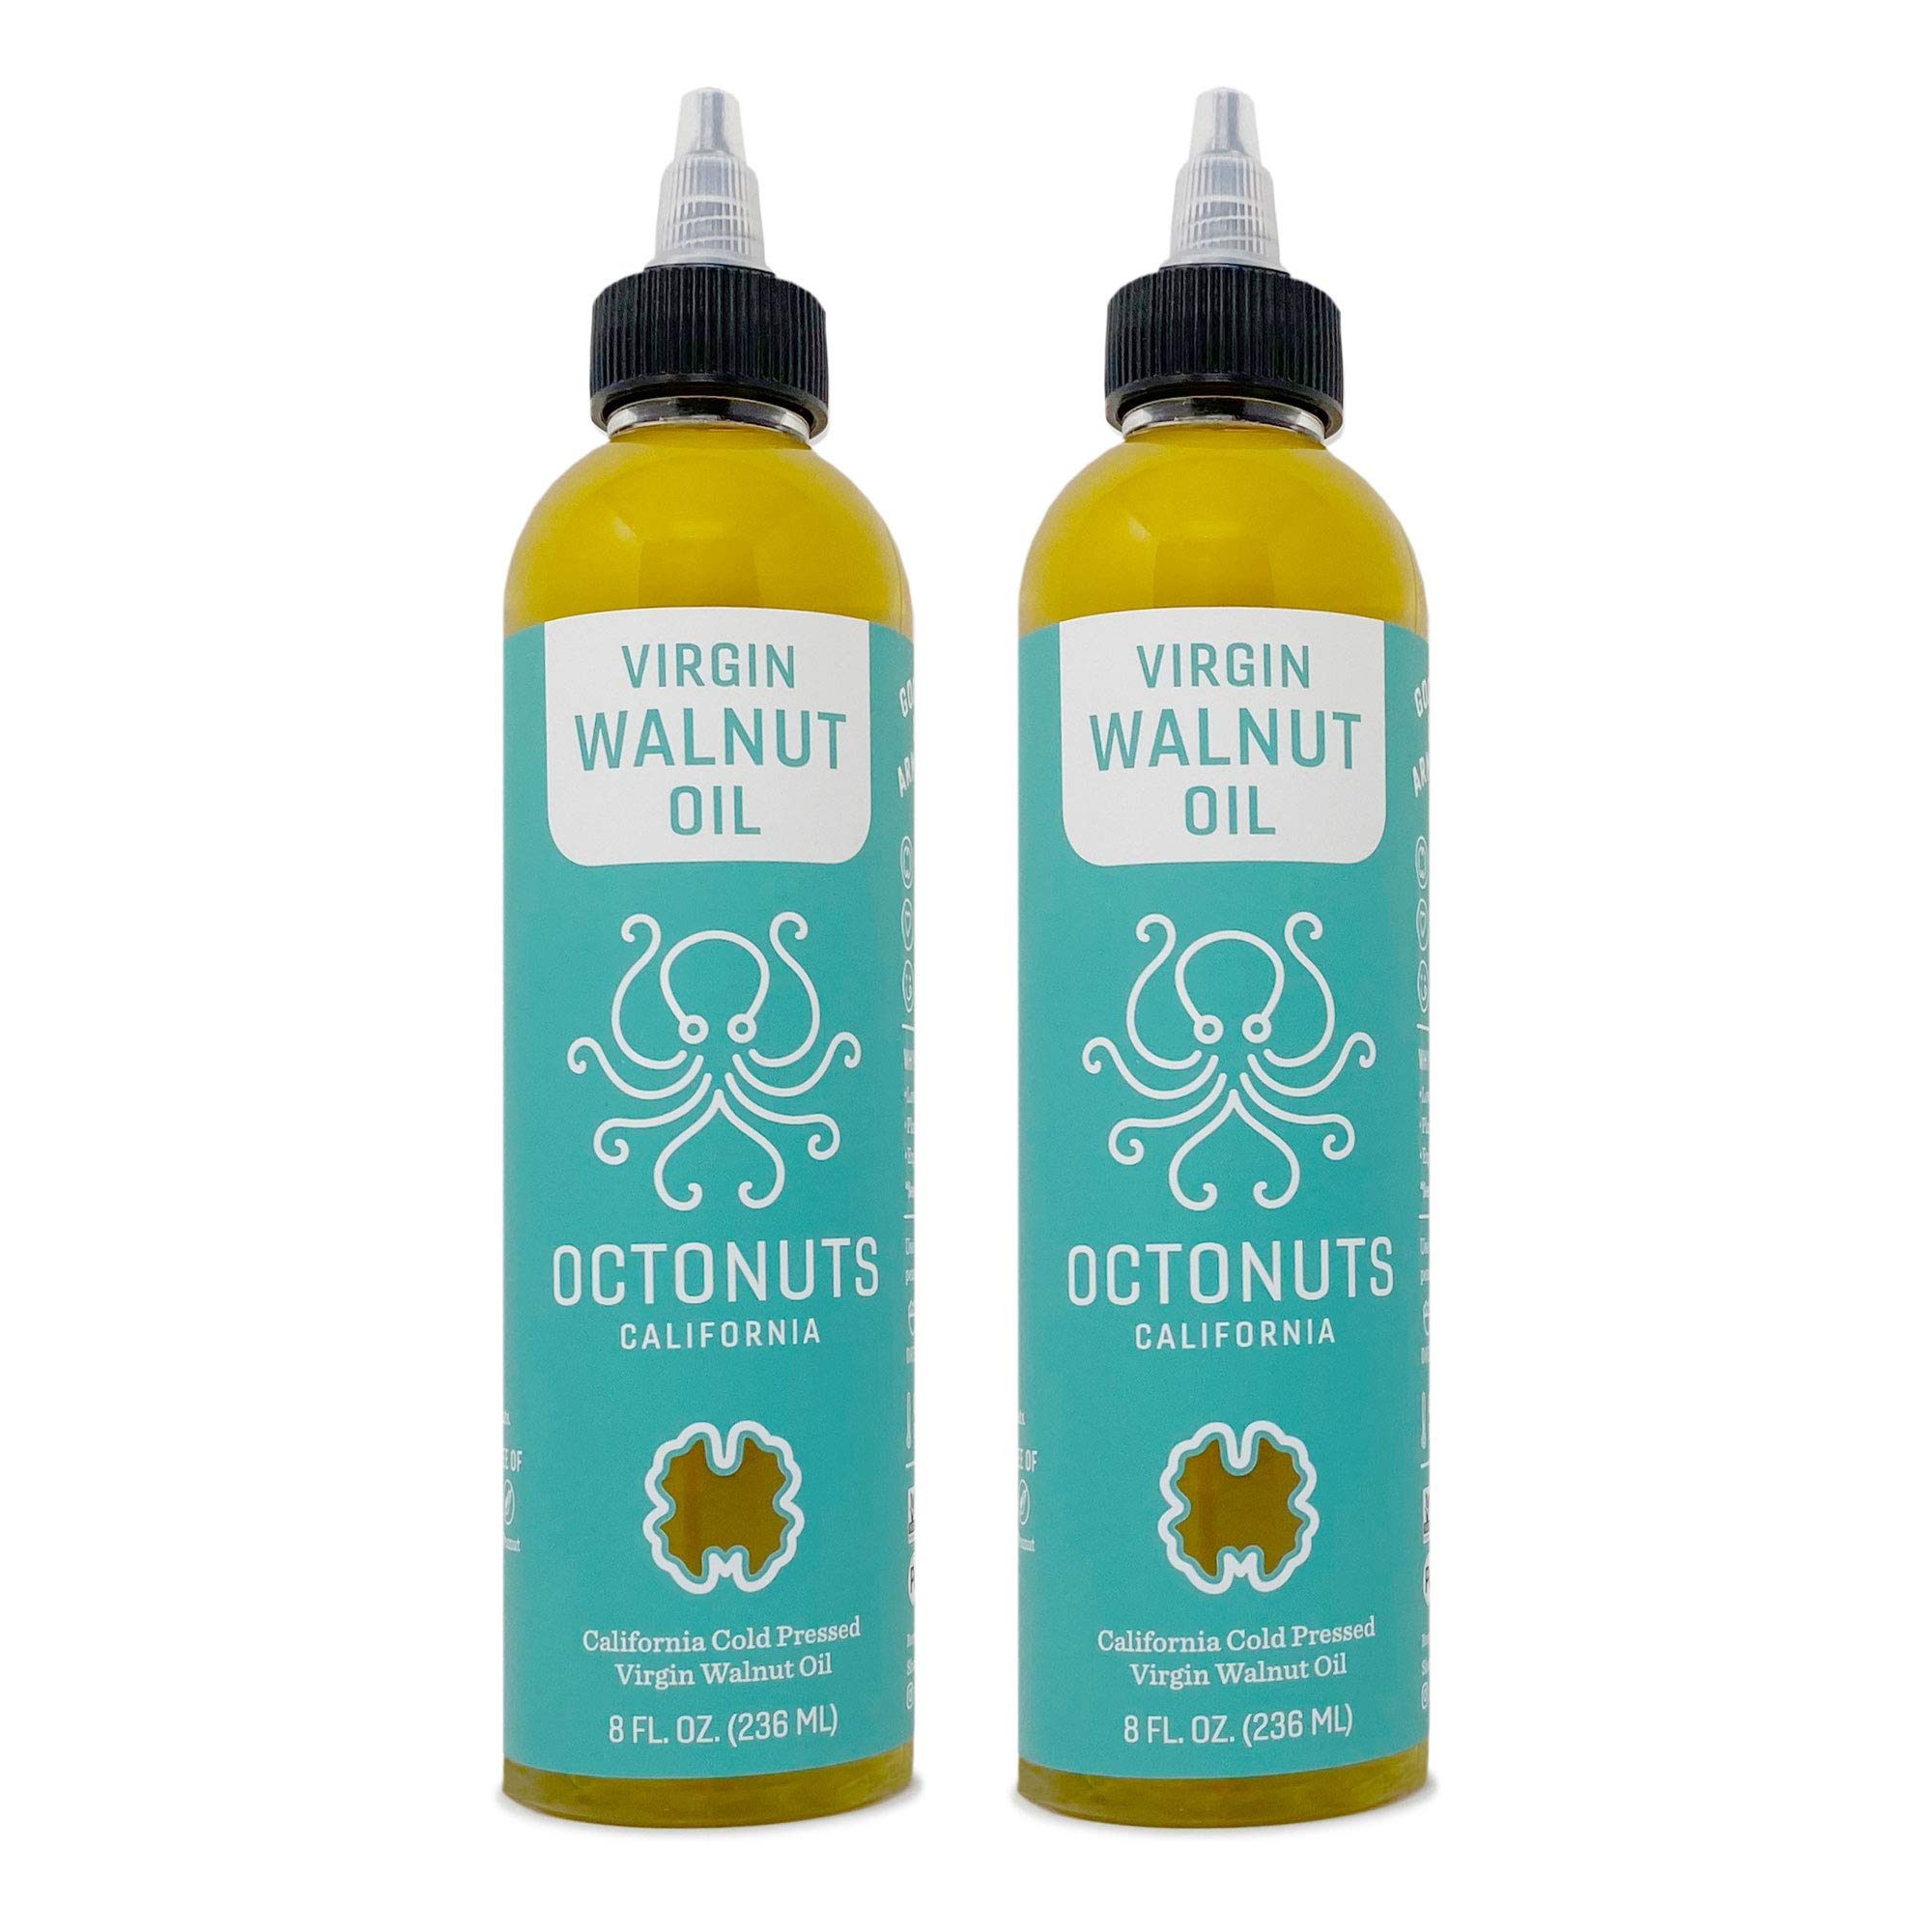 VIRGIN
WALNUT
OIL
OCTONUTS
CALIFORNIA
California Cold Pressed
Virgin Walnut Oil
8 FL. OZ. (236 ML)
VIRGIN
WALNUT
OIL
OCTONUTS
CALIFORNIA
California Cold Pressed
Virgin Walnut Oil
8 FL. OZ. (236 ML)